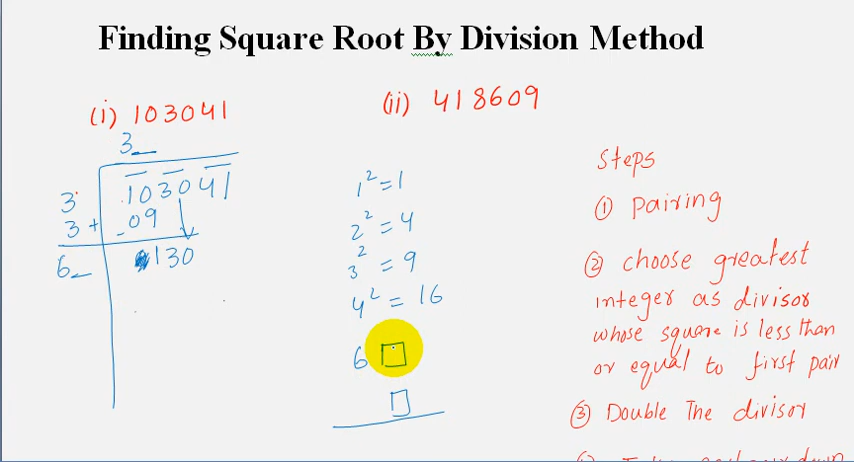 Finding Square Root By Division Method
(i) 103041
(ii) 418609
3_
3 103041
3 + - 09
6_ 130
1² = 1
2² = 4
3² = 9
4² = 16
6 □
□
Steps
① Pairing
② choose greatest
integer as divisor
whose square is less than
or equal to first pair
③ Double The divisor